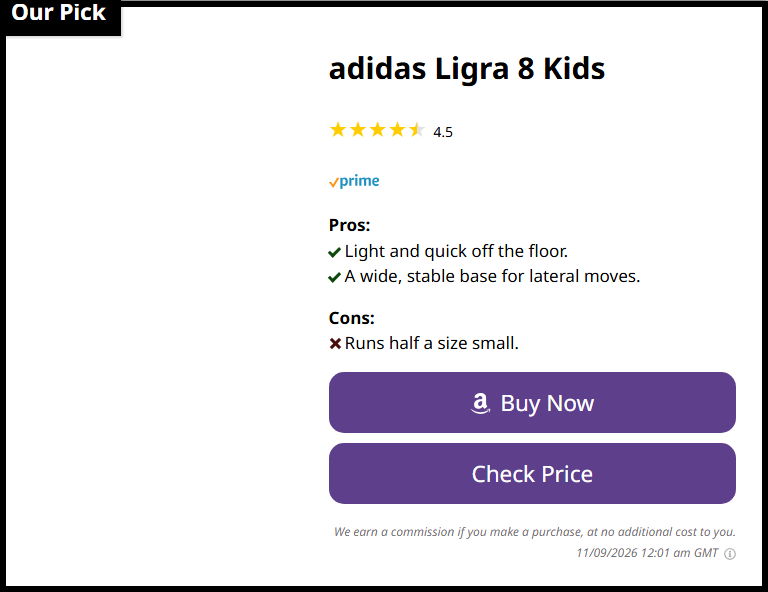 Our Pick
adidas Ligra 8 Kids
4.5
prime
Pros:
Light and quick off the floor.
A wide, stable base for lateral moves.
Cons:
Runs half a size small.
Buy Now
Check Price
We earn a commission if you make a purchase, at no additional cost to you.
11/09/2026 12:01 am GMT